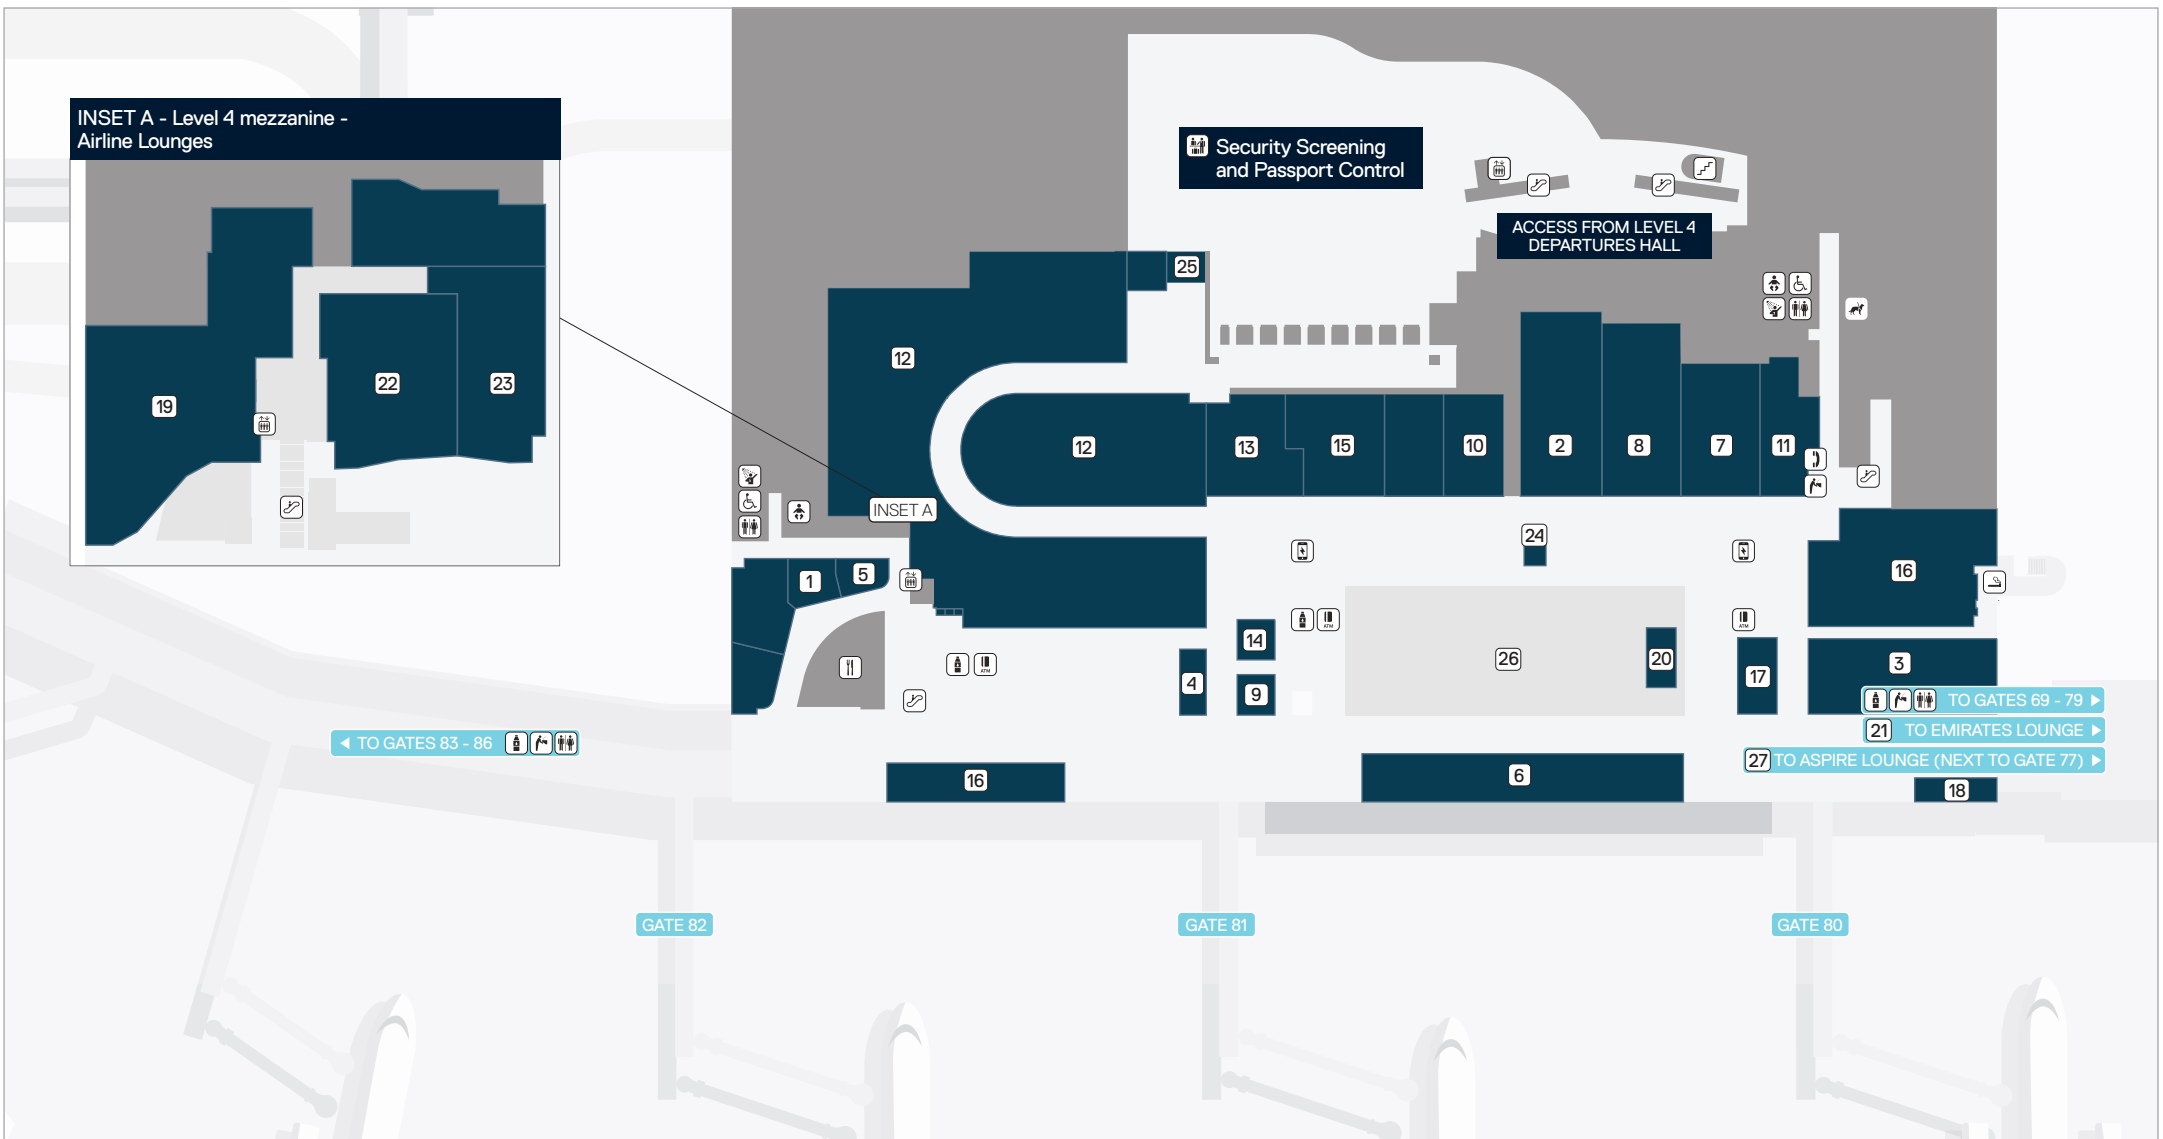 INSET A - Level 4 mezzanine -
Airline Lounges
19
22
23
Security Screening
and Passport Control
ACCESS FROM LEVEL 4
DEPARTURES HALL
25
12
12
13
15
10
2
8
7
11
INSET A
24
1
5
16
14
ATM
ATM
ATM
26
20
3
4
9
17
TO GATES 69 - 79
21 TO EMIRATES LOUNGE
27 TO ASPIRE LOUNGE (NEXT TO GATE 77)
TO GATES 83 - 86
16
6
18
GATE 82
GATE 81
GATE 80